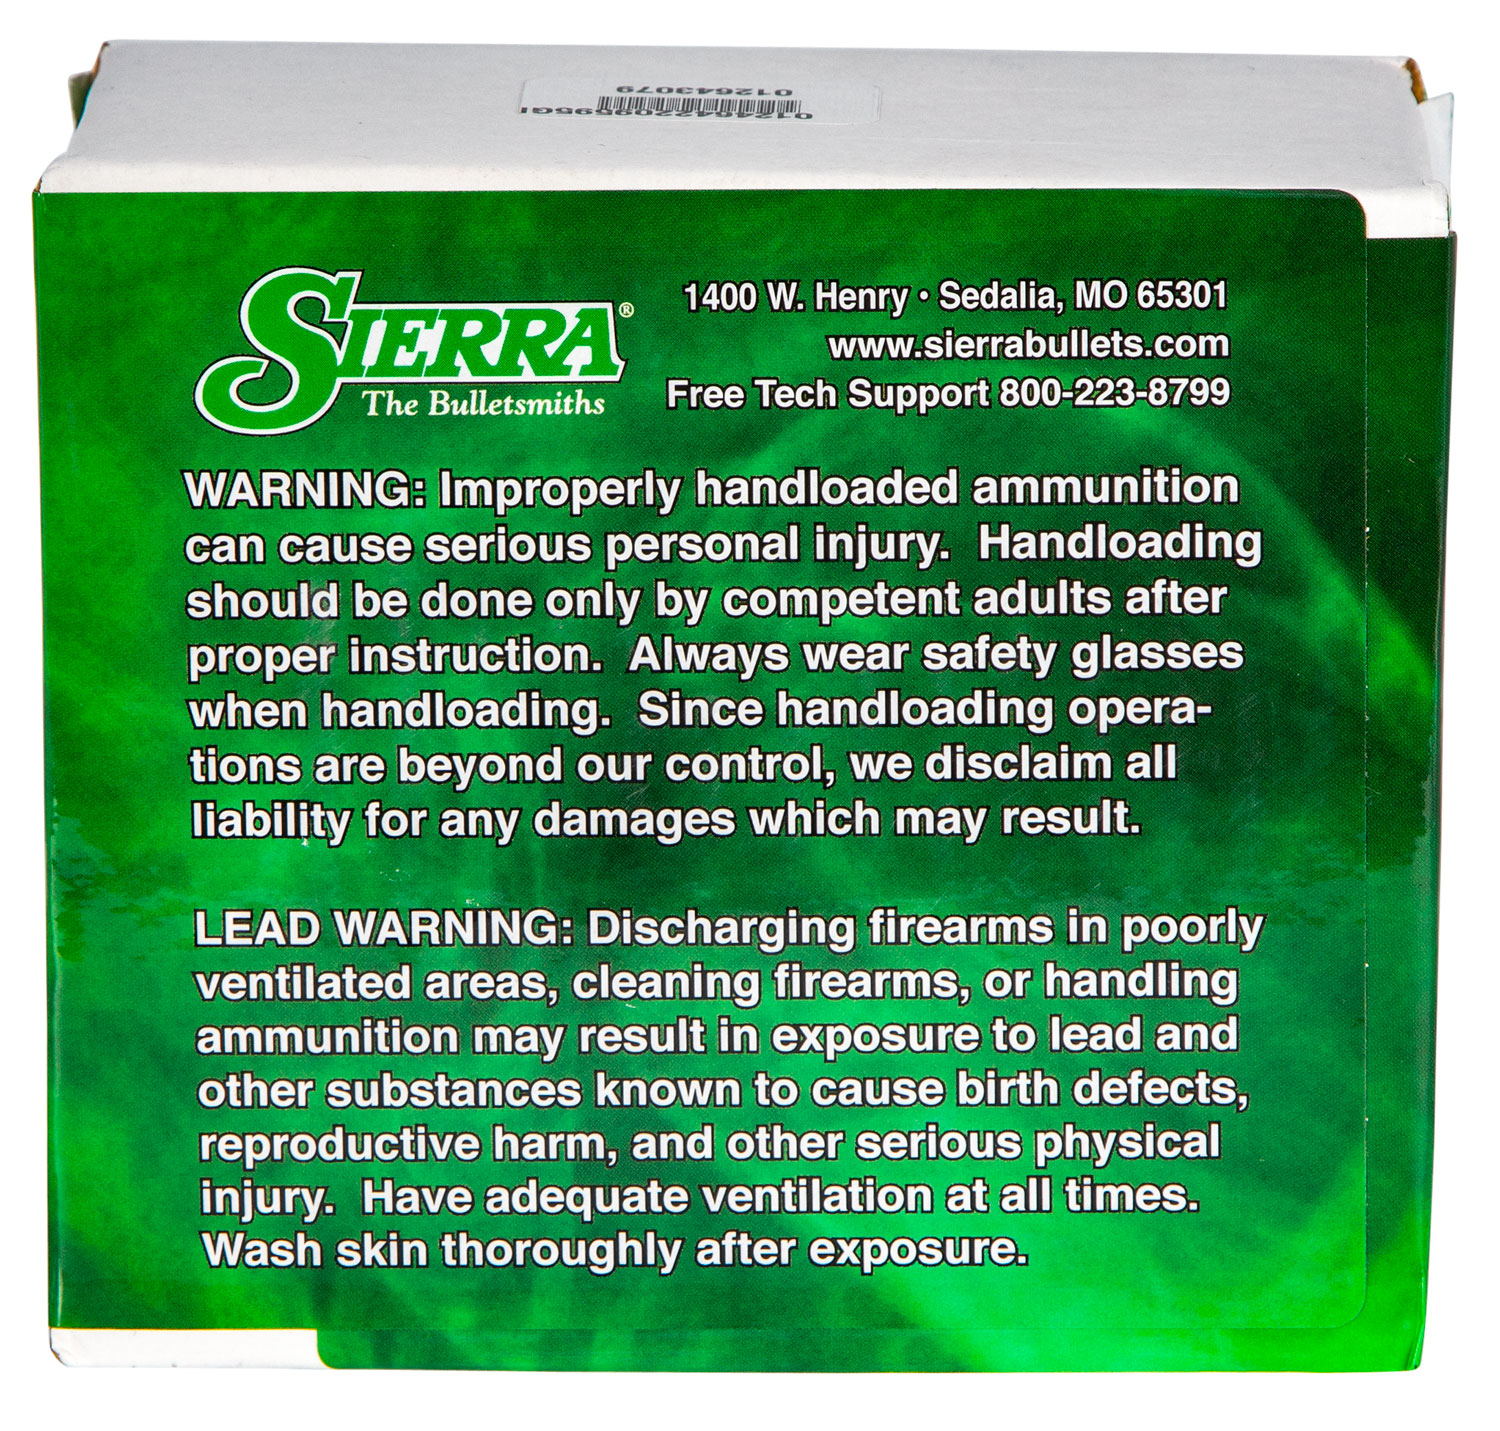 012643079
0124642209595GI
SIERRA®
The Bulletsmiths
1400 W. Henry • Sedalia, MO 65301
www.sierrabullets.com
Free Tech Support 800-223-8799
WARNING: Improperly handloaded ammunition
can cause serious personal injury. Handloading
should be done only by competent adults after
proper instruction. Always wear safety glasses
when handloading. Since handloading opera-
tions are beyond our control, we disclaim all
liability for any damages which may result.
LEAD WARNING: Discharging firearms in poorly
ventilated areas, cleaning firearms, or handling
ammunition may result in exposure to lead and
other substances known to cause birth defects,
reproductive harm, and other serious physical
injury. Have adequate ventilation at all times.
Wash skin thoroughly after exposure.